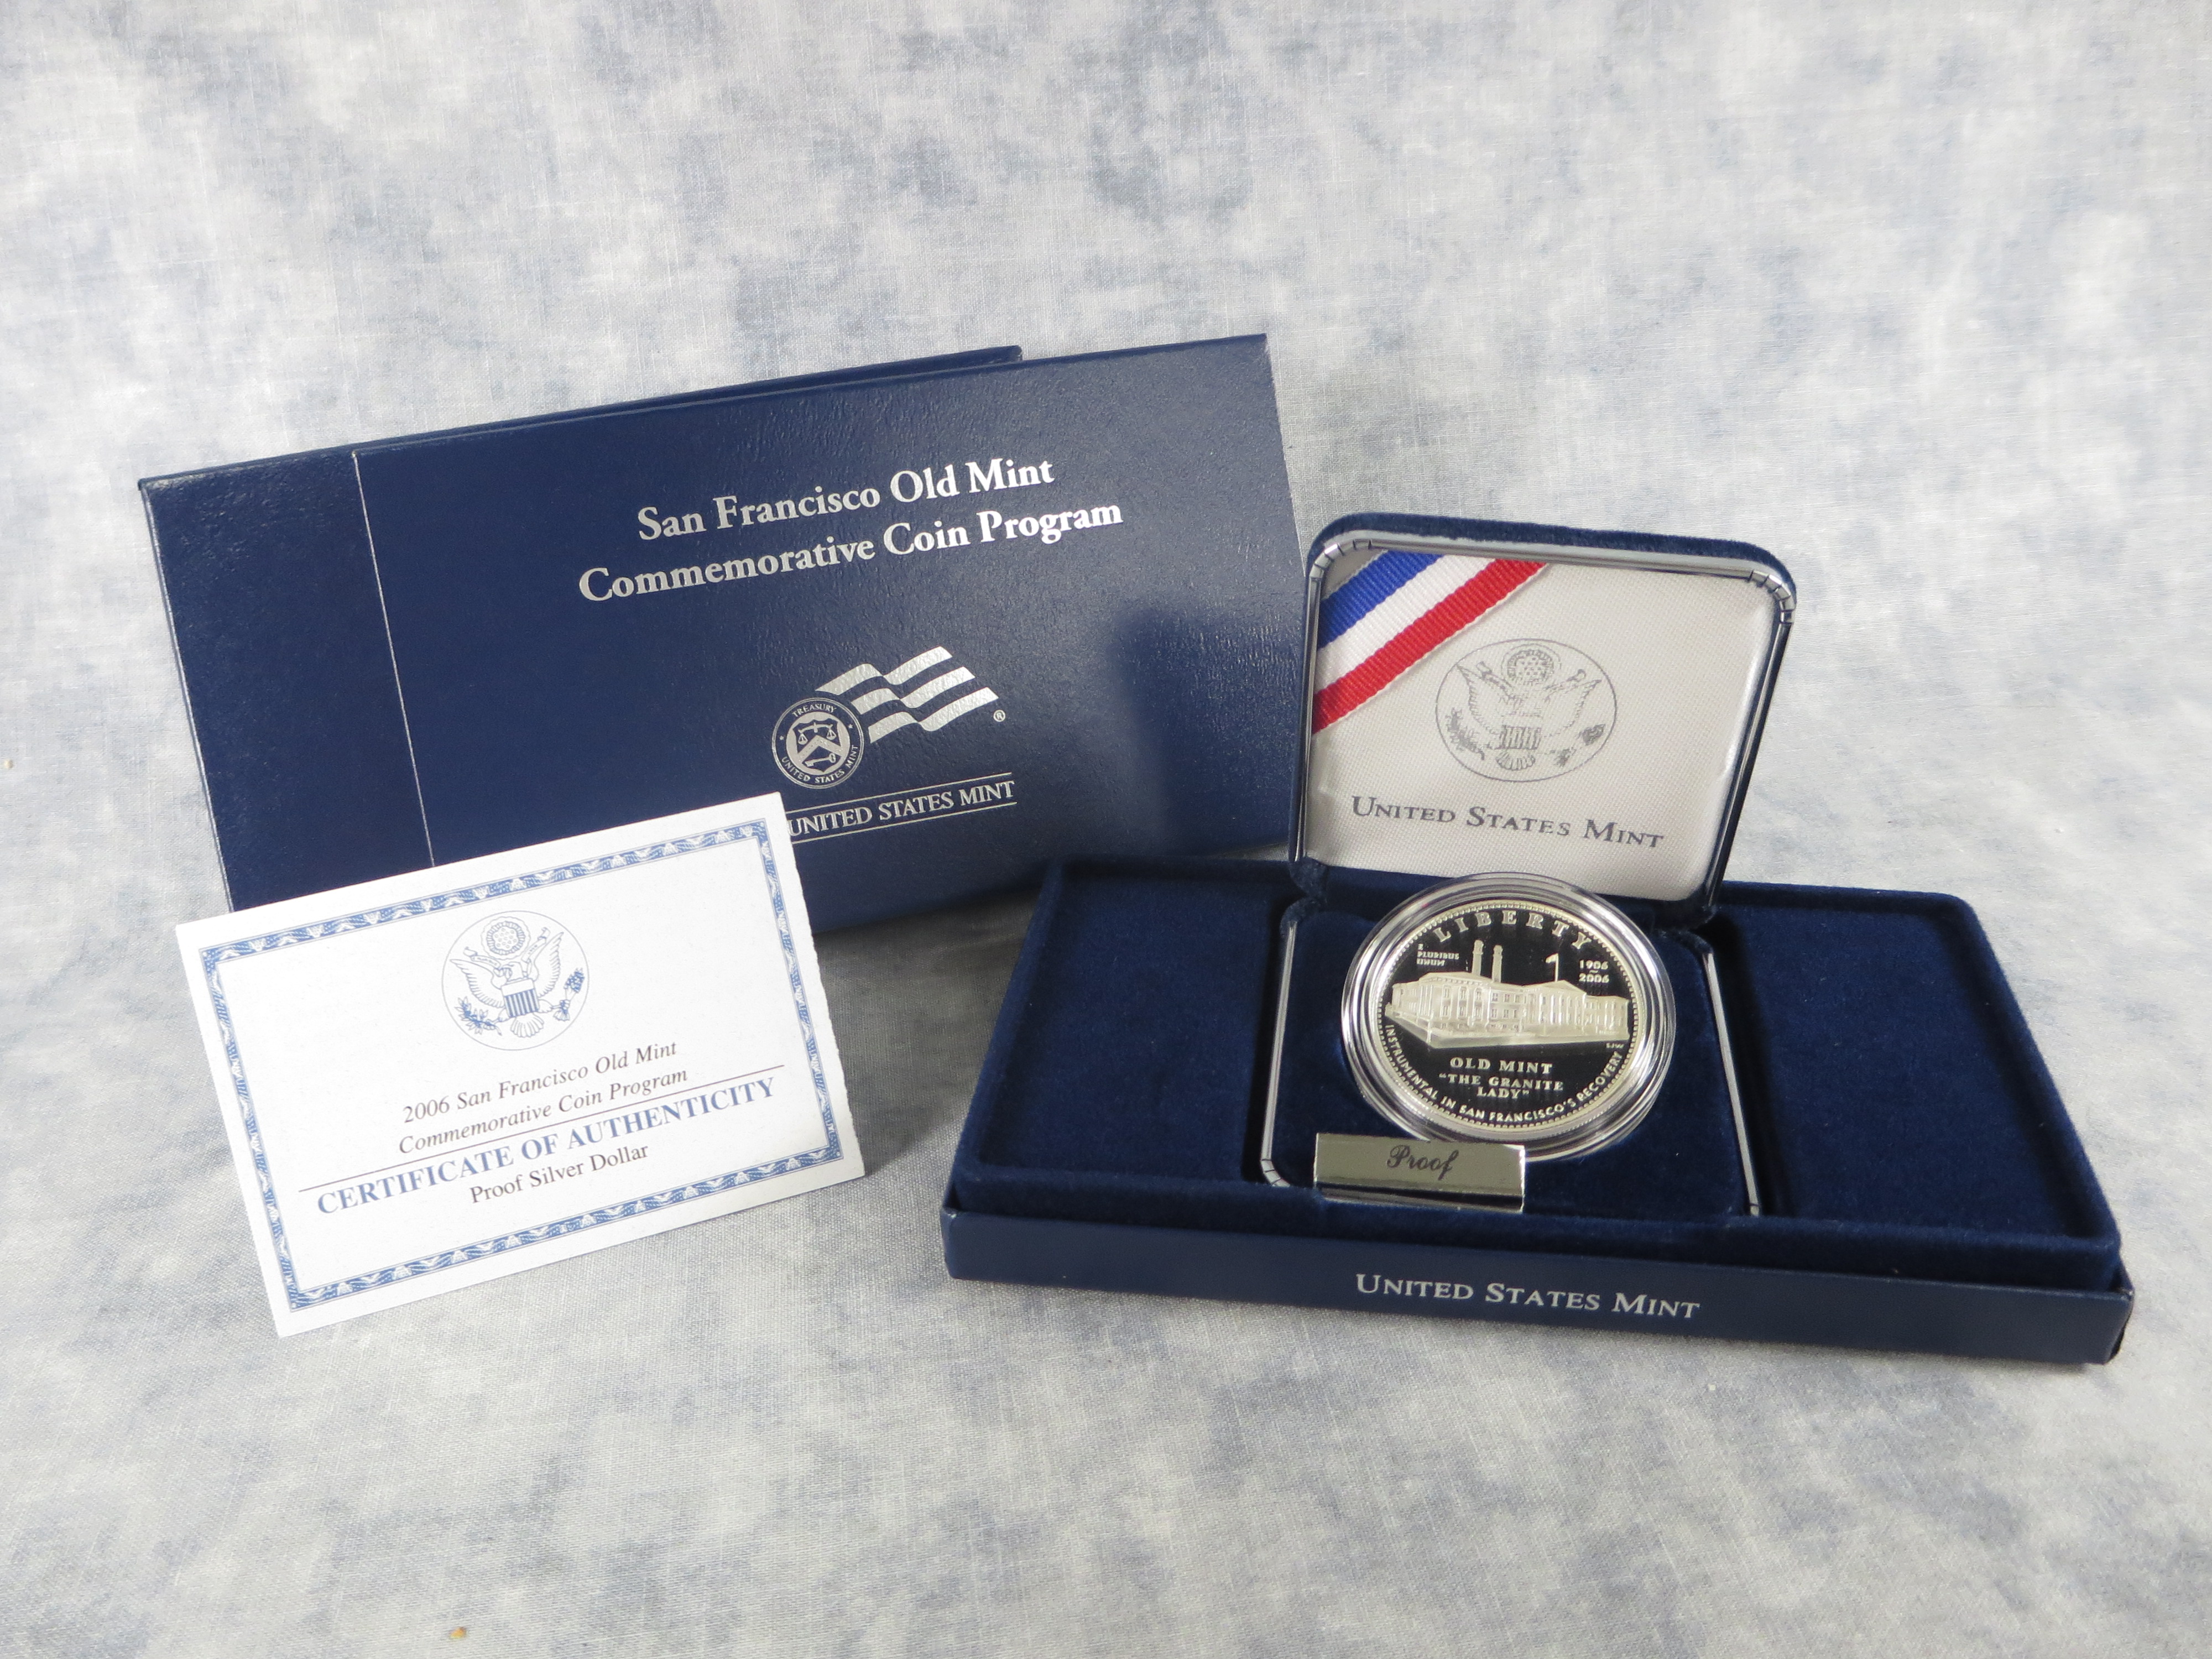 San Francisco Old Mint
Commemorative Coin Program
TREASURY
UNITED STATES MINT
®
UNITED STATES MINT
2006 San Francisco Old Mint
Commemorative Coin Program
CERTIFICATE OF AUTHENTICITY
Proof Silver Dollar
UNITED STATES MINT
LIBERTY
E
PLURIBUS
UNUM
1906
2006
OLD MINT
"THE GRANITE
LADY"
INSTRUMENTAL IN SAN FRANCISCO'S RECOVERY
Proof
UNITED STATES MINT